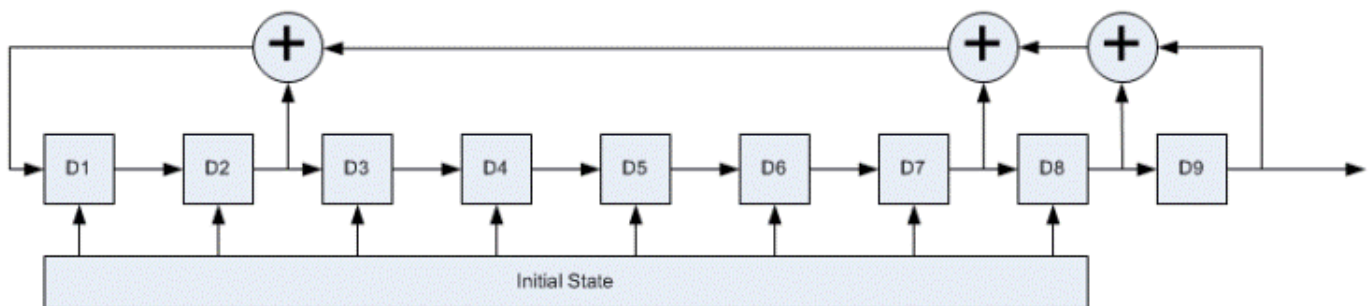 + + +
D1 D2 D3 D4 D5 D6 D7 D8 D9
Initial State